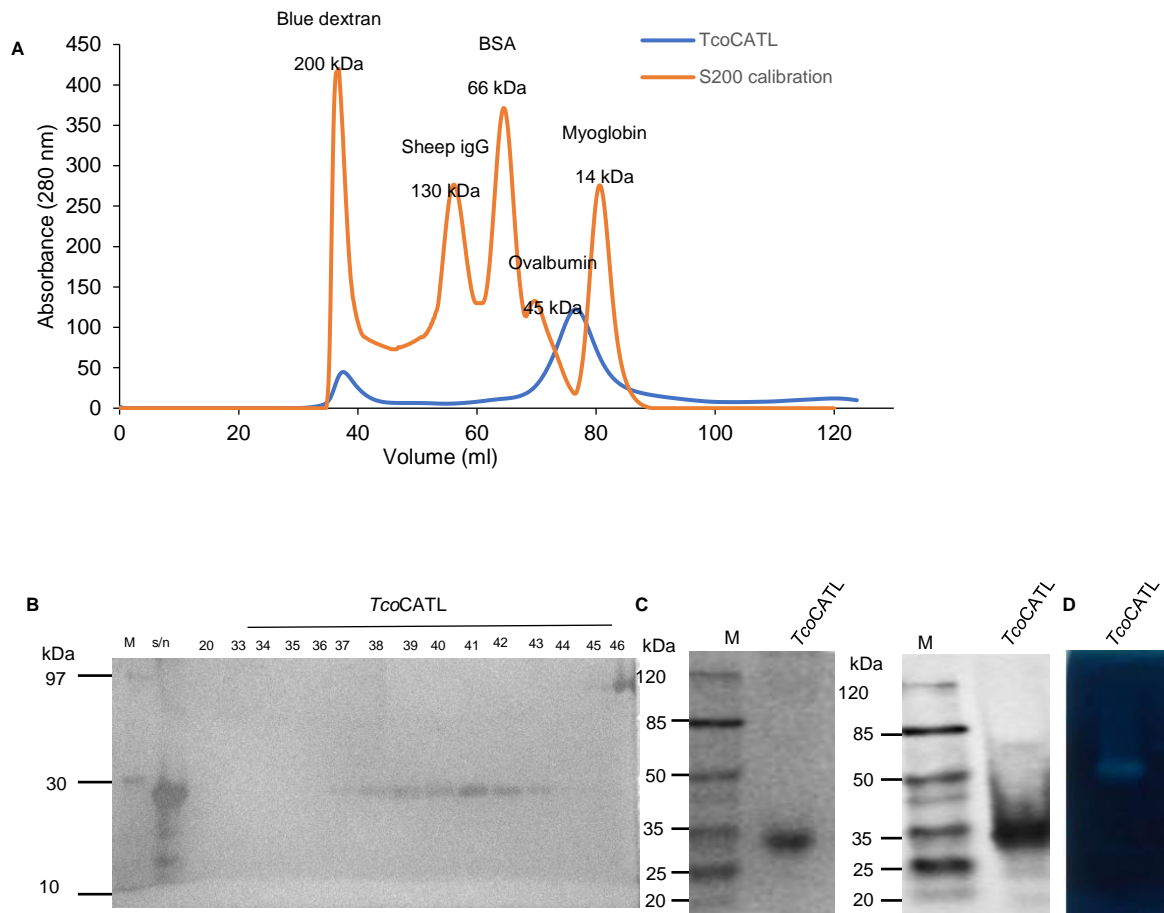 A
Blue dextran
200 kDa
Sheep igG
130 kDa
BSA
66 kDa
Ovalbumin
45 kDa
Myoglobin
14 kDa
TcoCATL
S200 calibration
Absorbance (280 nm)
450
400
350
300
250
200
150
100
50
0
0 20 40 60 80 100 120
Volume (ml)
B
TcoCATL
kDa M s/n 20 33 34 35 36 37 38 39 40 41 42 43 44 45 46
97
30
10
C
kDa M TcoCATL
120
85
50
35
25
20
kDa M TcoCATL
120
85
50
35
25
20
D
TcoCATL